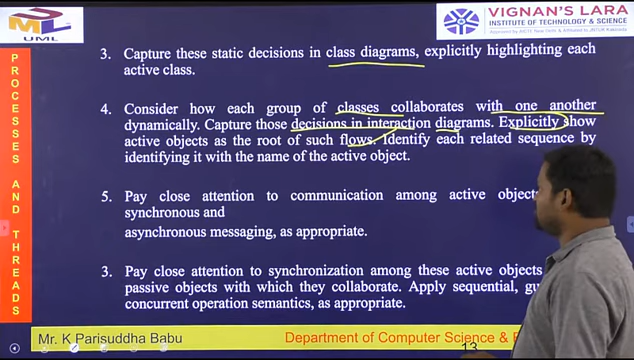 UML
VIGNAN'S LARA
INSTITUTE OF TECHNOLOGY & SCIENCE
PROCESSES AND THREADS
3. Capture these static decisions in class diagrams, explicitly highlighting each
active class.
4. Consider how each group of classes collaborates with one another
dynamically. Capture those decisions in interaction diagrams. Explicitly show
active objects as the root of such flows. Identify each related sequence by
identifying it with the name of the active object.
5. Pay close attention to communication among active object
synchronous and
asynchronous messaging, as appropriate.
3. Pay close attention to synchronization among these active objects
passive objects with which they collaborate. Apply sequential, gu
concurrent operation semantics, as appropriate.
Mr. K Parisuddha Babu
Department of Computer Science &
13